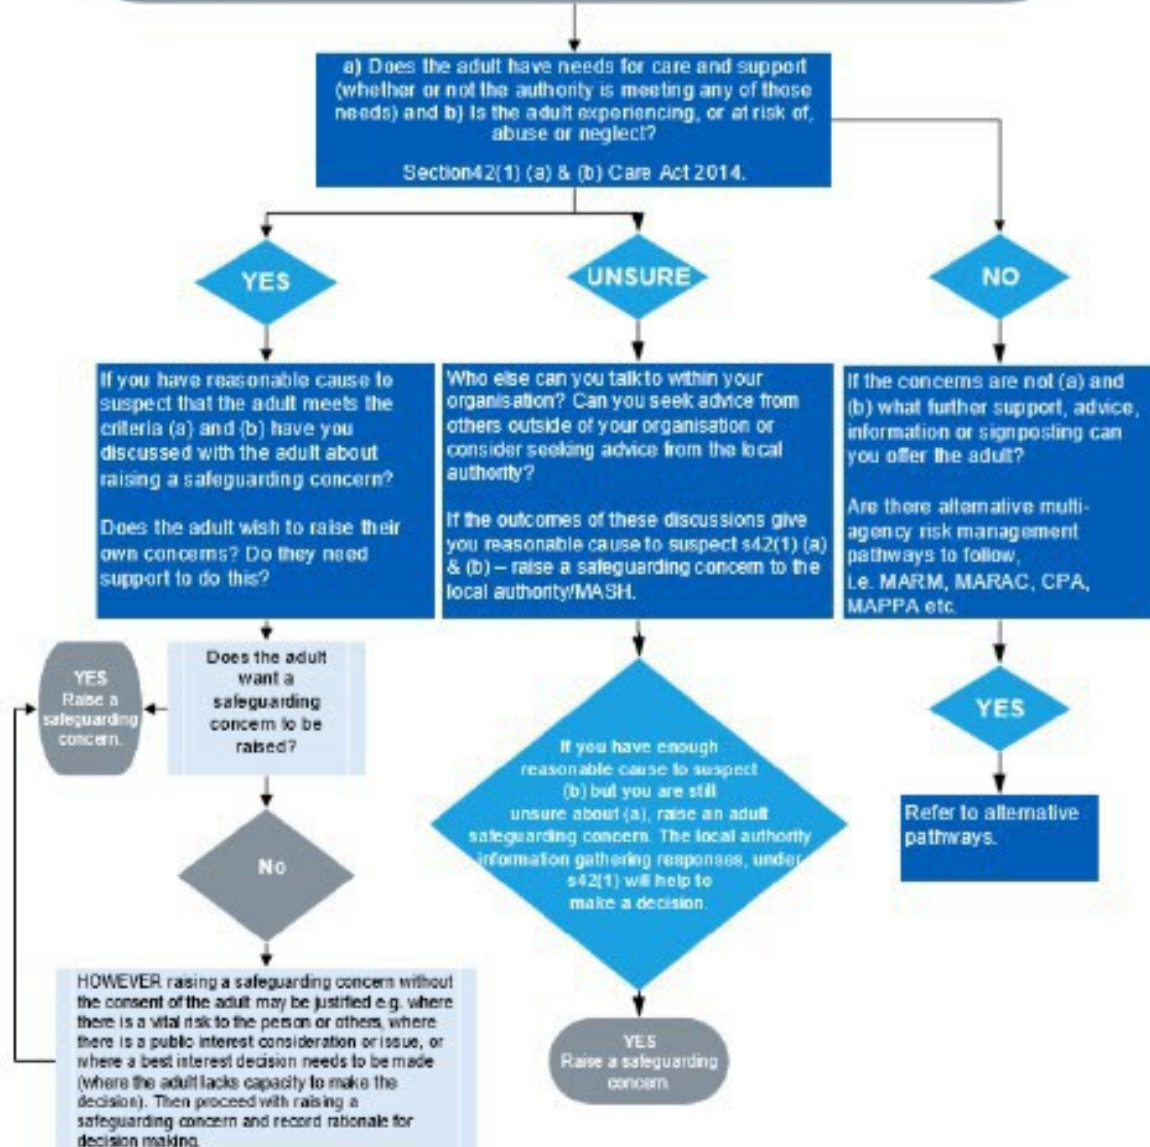 a) Does the adult have needs for care and support
(whether or not the authority is meeting any of those
needs) and b) Is the adult experiencing, or at risk of,
abuse or neglect?
Section42(1) (a) & (b) Care Act 2014.
YES
UNSURE
NO
If you have reasonable cause to
suspect that the adult meets the
criteria (a) and (b) have you
discussed with the adult about
raising a safeguarding concern?
Does the adult wish to raise their
own concerns? Do they need
support to do this?
Who else can you talk to within your
organisation? Can you seek advice from
others outside of your organisation or
consider seeking advice from the local
authority?
If the outcomes of these discussions give
you reasonable cause to suspect s42(1) (a)
& (b) – raise a safeguarding concern to the
local authority/MASH.
If the concerns are not (a) and
(b) what further support, advice,
information or signposting can
you offer the adult?
Are there alternative multi-
agency risk management
pathways to follow,
i.e. MARM, MARAC, CPA,
MAPPA etc.
YES
Raise a
safeguarding
concern.
Does the adult
want a
safeguarding
concern to be
raised?
No
HOWEVER raising a safeguarding concern without
the consent of the adult may be justified e.g. where
there is a vital risk to the person or others, where
there is a public interest consideration or issue, or
where a best interest decision needs to be made
(where the adult lacks capacity to make the
decision). Then proceed with raising a
safeguarding concern and record rationale for
decision making.
If you have enough
reasonable cause to suspect
(b) but you are still
unsure about (a), raise an adult
safeguarding concern. The local authority
information gathering responses, under
s42(1) will help to
make a decision.
YES
Raise a safeguarding
concern.
YES
Refer to alternative
pathways.